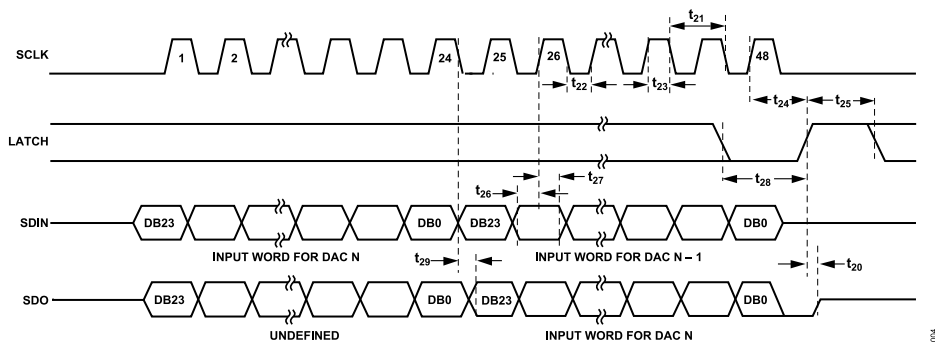 t21
SCLK
1
2
24
25
26
48
t22
t23
t24
t25
LATCH
t26
t27
t28
SDIN
DB23
DB0
DB23
DB0
INPUT WORD FOR DAC N
INPUT WORD FOR DAC N – 1
t29
t20
SDO
DB23
DB0
DB23
DB0
UNDEFINED
INPUT WORD FOR DAC N
004